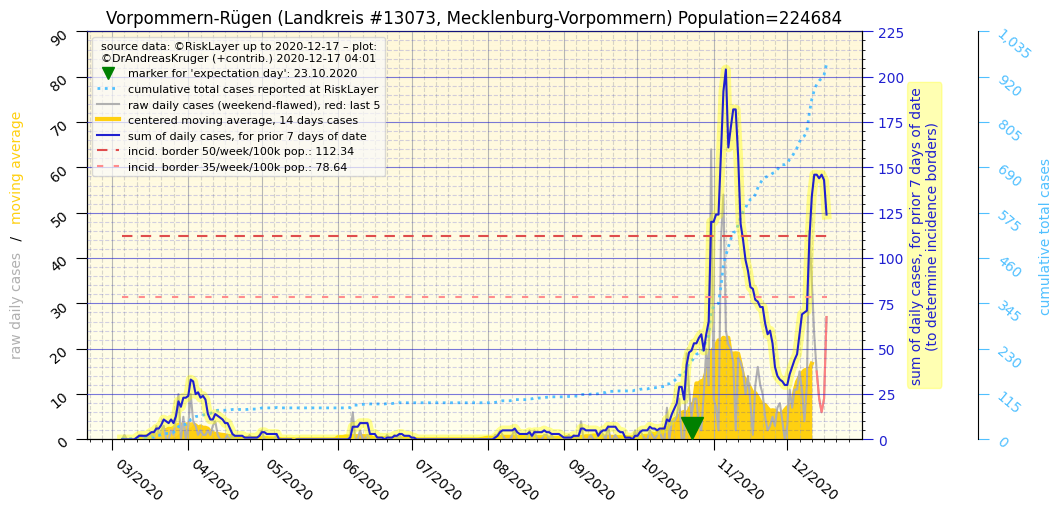 Vorpommern-Rügen (Landkreis #13073, Mecklenburg-Vorpommern) Population=224684
source data: ©RiskLayer up to 2020-12-17 – plot:
©DrAndreasKruger (+contrib.) 2020-12-17 04:01
marker for 'expectation day': 23.10.2020
cumulative total cases reported at RiskLayer
raw daily cases (weekend-flawed), red: last 5
centered moving average, 14 days cases
sum of daily cases, for prior 7 days of date
incid. border 50/week/100k pop.: 112.34
incid. border 35/week/100k pop.: 78.64
raw daily cases / moving average
90
80
70
60
50
40
30
20
10
0
03/2020
04/2020
05/2020
06/2020
07/2020
08/2020
09/2020
10/2020
11/2020
12/2020
225
200
175
150
125
100
75
50
25
0
sum of daily cases, for prior 7 days of date
(to determine incidence borders)
1,035
920
805
690
575
460
345
230
115
0
cumulative total cases